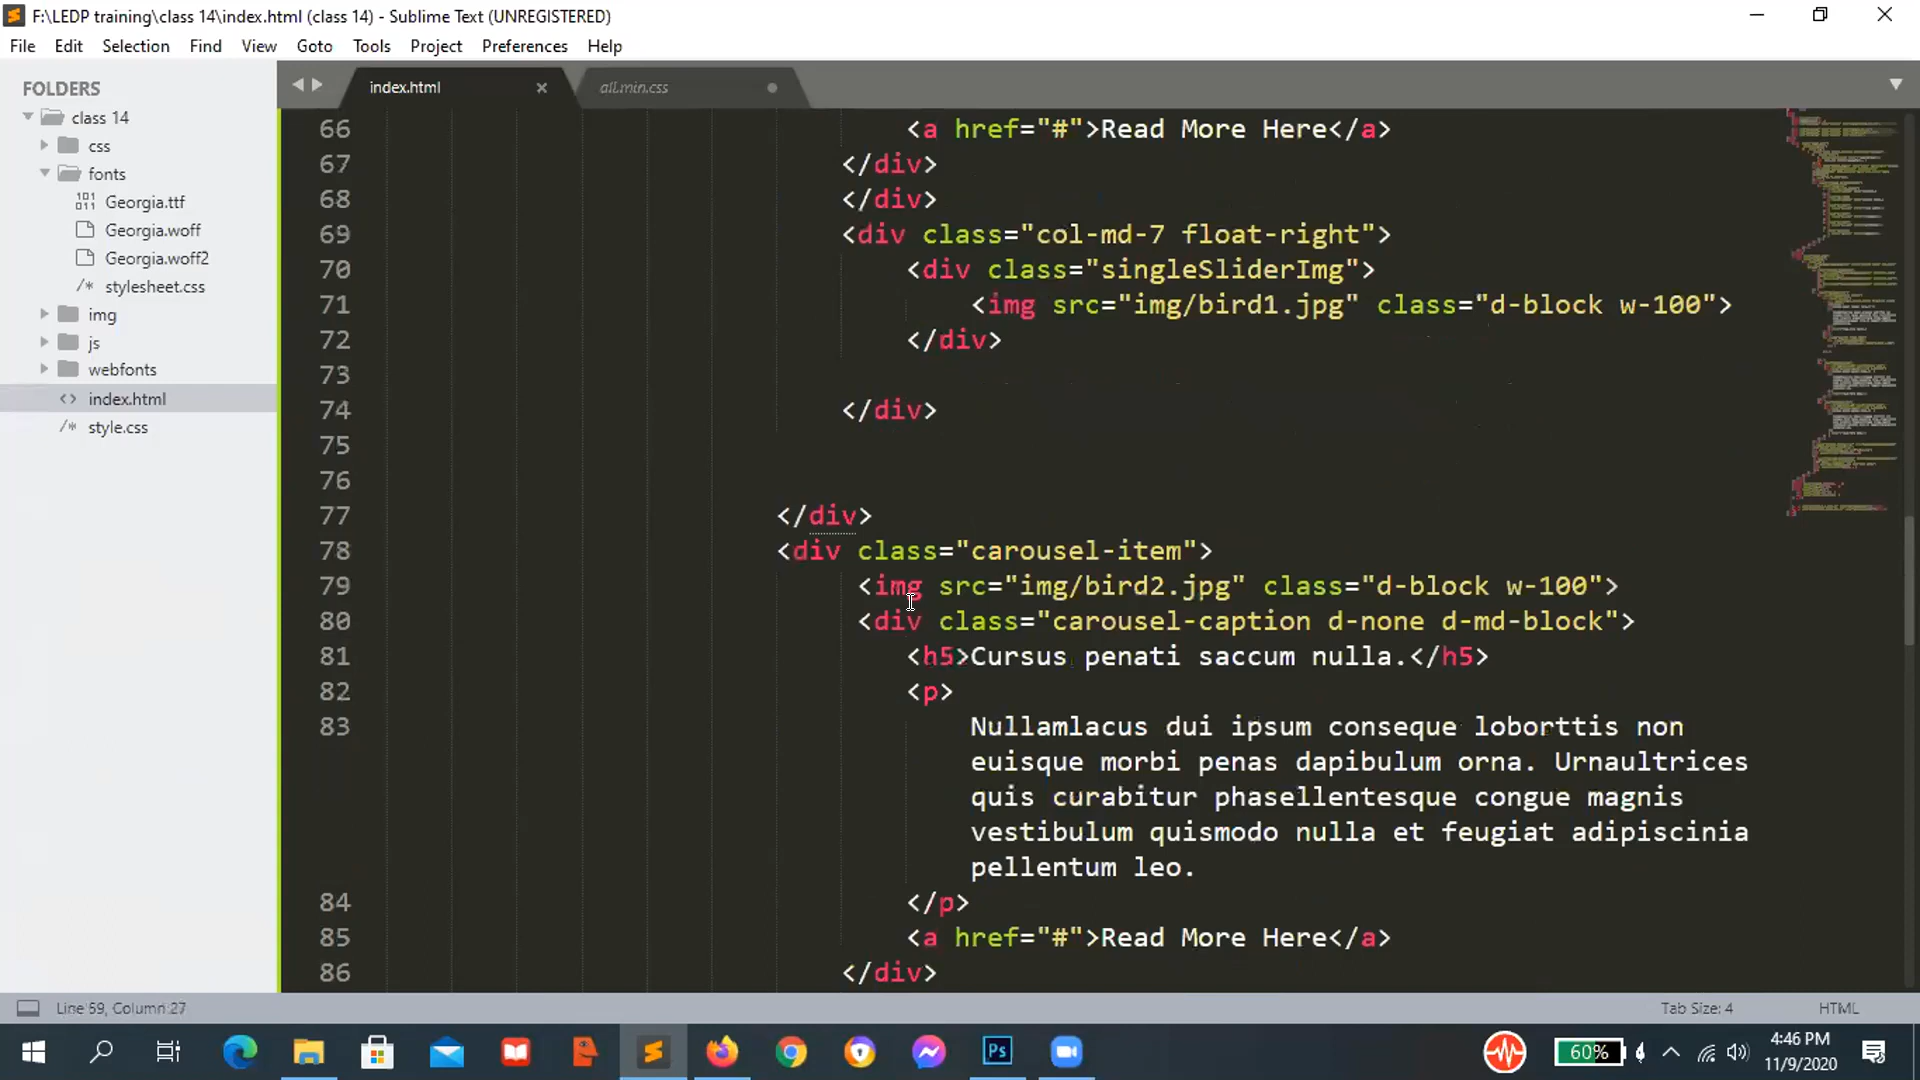 F:\LEDP training\class 14\index.html (class 14) - Sublime Text (UNREGISTERED)
File Edit Selection Find View Goto Tools Project Preferences Help
FOLDERS
class 14
css
fonts
Georgia.ttf
Georgia.woff
Georgia.woff2
/* stylesheet.css
img
js
webfonts
<> index.html
/* style.css
index.html
all.min.css
66 <a href="#">Read More Here</a>
67 </div>
68 </div>
69 <div class="col-md-7 float-right">
70 <div class="singleSliderImg">
71 <img src="img/bird1.jpg" class="d-block w-100">
72 </div>
73
74 </div>
75
76
77 </div>
78 <div class="carousel-item">
79 <img src="img/bird2.jpg" class="d-block w-100">
80 <div class="carousel-caption d-none d-md-block">
81 <h5>Cursus penati saccum nulla.</h5>
82 <p>
83 Nullamlacus dui ipsum conseque loborttis non
euisque morbi penas dapibulum orna. Urnaultrices
quis curabitur phasellentesque congue magnis
vestibulum quismodo nulla et feugiat adipiscinia
pellentum leo.
84 </p>
85 <a href="#">Read More Here</a>
86 </div>
Line 59, Column 27
Tab Size: 4
HTML
Ps
60%
4:46 PM
11/9/2020